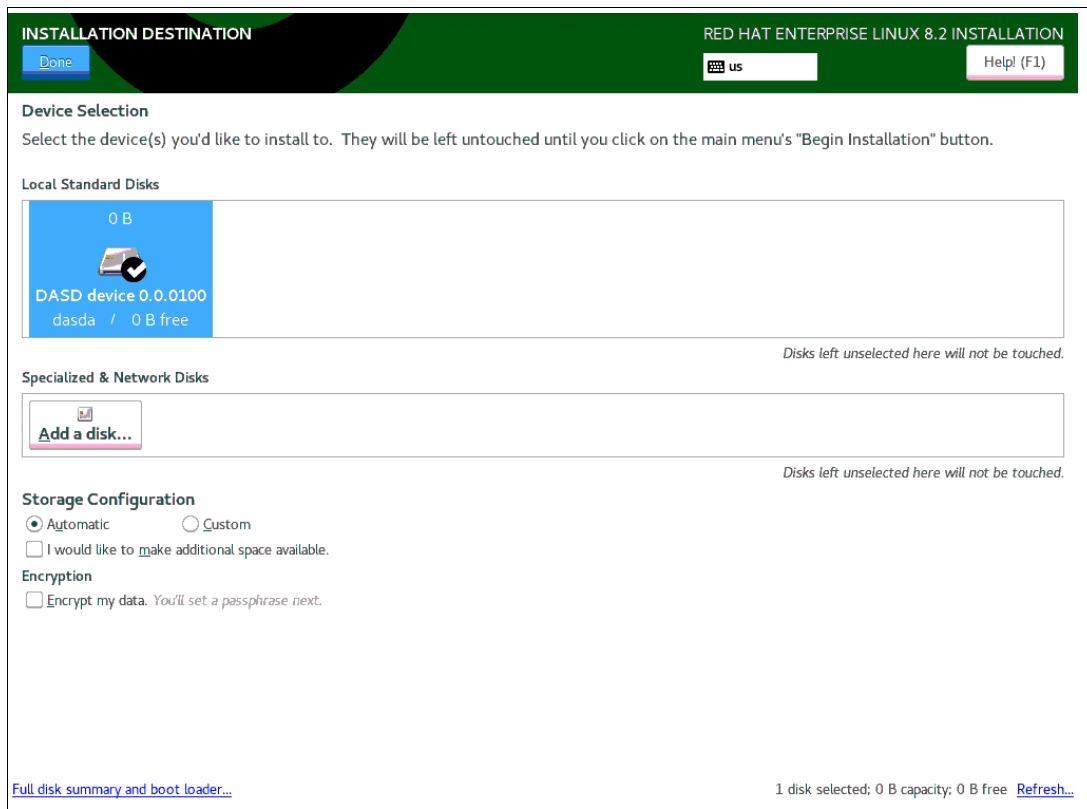 INSTALLATION DESTINATION
RED HAT ENTERPRISE LINUX 8.2 INSTALLATION
Done
us
Help! (F1)
Device Selection
Select the device(s) you'd like to install to. They will be left untouched until you click on the main menu's "Begin Installation" button.
Local Standard Disks
0 B
DASD device 0.0.0100
dasda / 0 B free
Disks left unselected here will not be touched.
Specialized & Network Disks
Add a disk...
Disks left unselected here will not be touched.
Storage Configuration
Automatic Custom
I would like to make additional space available.
Encryption
Encrypt my data. You'll set a passphrase next.
Full disk summary and boot loader... 1 disk selected; 0 B capacity; 0 B free Refresh...